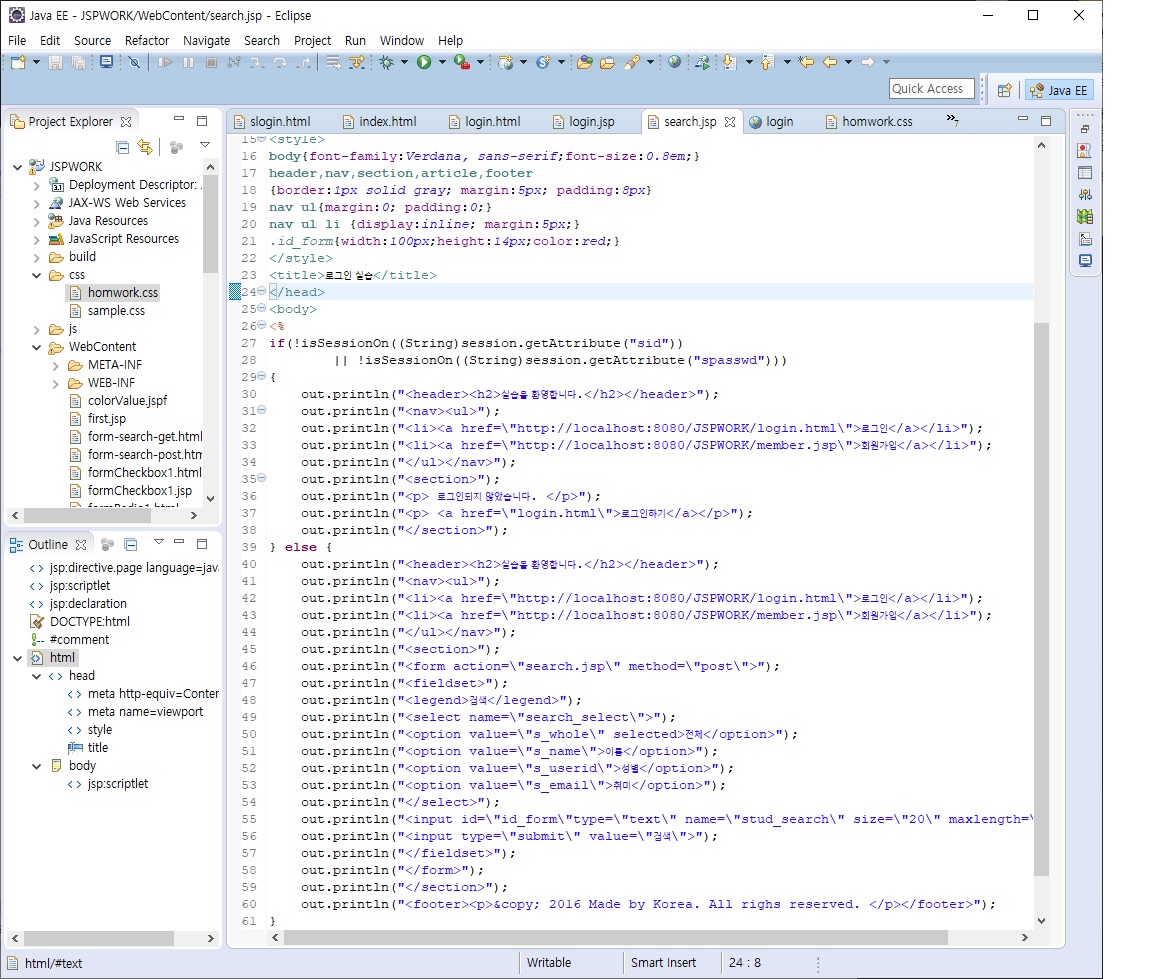 Java EE - JSPWORK/WebContent/search.jsp - Eclipse
File Edit Source Refactor Navigate Search Project Run Window Help
Quick Access
Java EE
Project Explorer
JSPWORK
Deployment Descriptor:
JAX-WS Web Services
Java Resources
JavaScript Resources
build
css
homwork.css
sample.css
js
WebContent
META-INF
WEB-INF
colorValue.jspf
first.jsp
form-search-get.html
form-search-post.htm
formCheckbox1.html
formCheckbox1.jsp
Outline
jsp:directive.page language=jav
jsp:scriptlet
jsp:declaration
DOCTYPE:html
#comment
html
head
meta http-equiv=Conter
meta name=viewport
style
title
body
jsp:scriptlet
slogin.html index.html login.html login.jsp search.jsp login homwork.css »7
15 <style>
16 body{font-family:Verdana, sans-serif;font-size:0.8em;}
17 header,nav,section,article,footer
18 {border:1px solid gray; margin:5px; padding:8px}
19 nav ul{margin:0; padding:0;}
20 nav ul li {display:inline; margin:5px;}
21 .id_form{width:100px;height:14px;color:red;}
22 </style>
23 <title>로그인 실습</title>
24 </head>
25 <body>
26 <%
27 if(!isSessionOn((String)session.getAttribute("sid"))
28 || !isSessionOn((String)session.getAttribute("spasswd")))
29 {
30 out.println("<header><h2>실습을 환영합니다.</h2></header>");
31 out.println("<nav><ul>");
32 out.println("<li><a href=\"http://localhost:8080/JSPWORK/login.html\">로그인</a></li>");
33 out.println("<li><a href=\"http://localhost:8080/JSPWORK/member.jsp\">회원가입</a></li>");
34 out.println("</ul></nav>");
35 out.println("<section>");
36 out.println("<p> 로그인되지 않았습니다. </p>");
37 out.println("<p> <a href=\"login.html\">로그인하기</a></p>");
38 out.println("</section>");
39 } else {
40 out.println("<header><h2>실습을 환영합니다.</h2></header>");
41 out.println("<nav><ul>");
42 out.println("<li><a href=\"http://localhost:8080/JSPWORK/login.html\">로그인</a></li>");
43 out.println("<li><a href=\"http://localhost:8080/JSPWORK/member.jsp\">회원가입</a></li>");
44 out.println("</ul></nav>");
45 out.println("<section>");
46 out.println("<form action=\"search.jsp\" method=\"post\">");
47 out.println("<fieldset>");
48 out.println("<legend>검색</legend>");
49 out.println("<select name=\"search_select\">");
50 out.println("<option value=\"s_whole\" selected>전체</option>");
51 out.println("<option value=\"s_name\">이름</option>");
52 out.println("<option value=\"s_userid\">성별</option>");
53 out.println("<option value=\"s_email\">취미</option>");
54 out.println("</select>");
55 out.println("<input id=\"id_form\"type=\"text\" name=\"stud_search\" size=\"20\" maxlength=\
56 out.println("<input type=\"submit\" value=\"검색\">");
57 out.println("</fieldset>");
58 out.println("</form>");
59 out.println("</section>");
60 out.println("<footer><p>&copy; 2016 Made by Korea. All righs reserved. </p></footer>");
61 }
html/#text
Writable Smart Insert 24 : 8